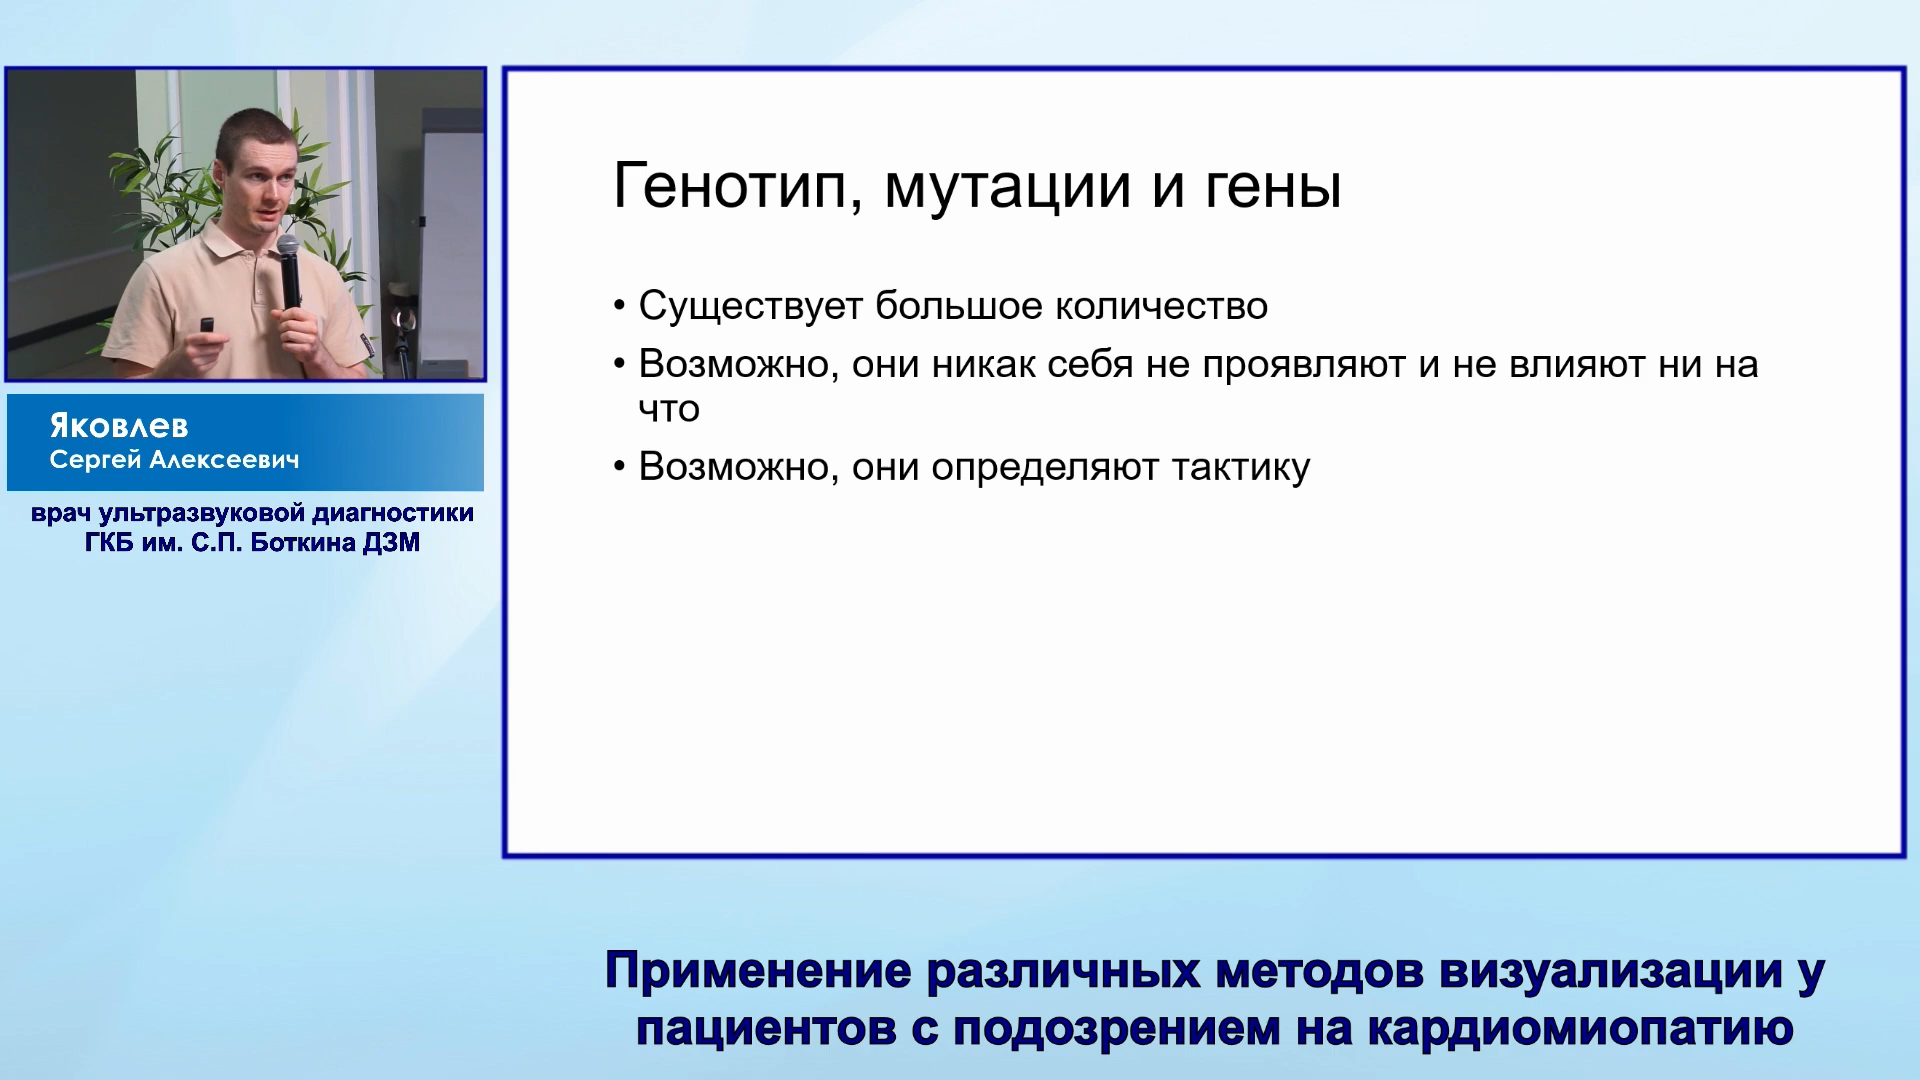 Яковлев
Сергей Алексеевич
врач ультразвуковой диагностики
ГКБ им. С.П. Боткина ДЗМ
Генотип, мутации и гены
• Существует большое количество
• Возможно, они никак себя не проявляют и не влияют ни на
что
• Возможно, они определяют тактику
Применение различных методов визуализации у
пациентов с подозрением на кардиомиопатию